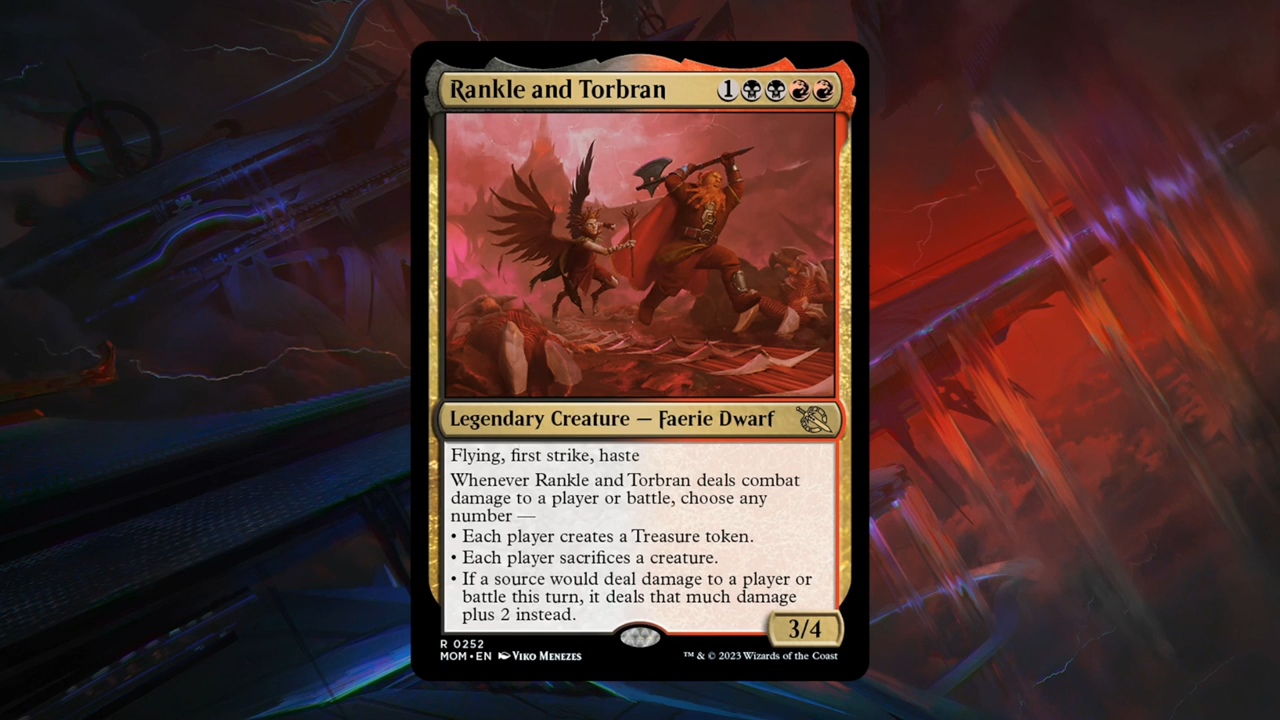 Rankle and Torbran 1
Legendary Creature — Faerie Dwarf
Flying, first strike, haste
Whenever Rankle and Torbran deals combat
damage to a player or battle, choose any
number —
• Each player creates a Treasure token.
• Each player sacrifices a creature.
• If a source would deal damage to a player or
battle this turn, it deals that much damage
plus 2 instead.
3/4
R 0252
MOM • EN Viko Menezes
™ & © 2023 Wizards of the Coast